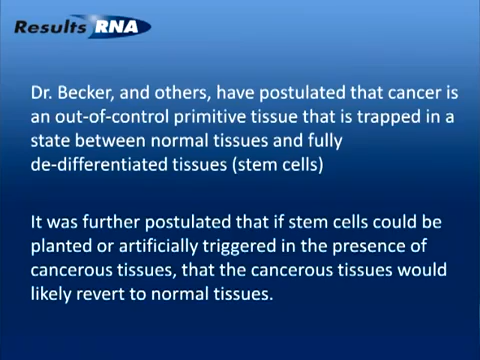 Results RNA
Dr. Becker, and others, have postulated that cancer is
an out-of-control primitive tissue that is trapped in a
state between normal tissues and fully
de-differentiated tissues (stem cells)
It was further postulated that if stem cells could be
planted or artificially triggered in the presence of
cancerous tissues, that the cancerous tissues would
likely revert to normal tissues.